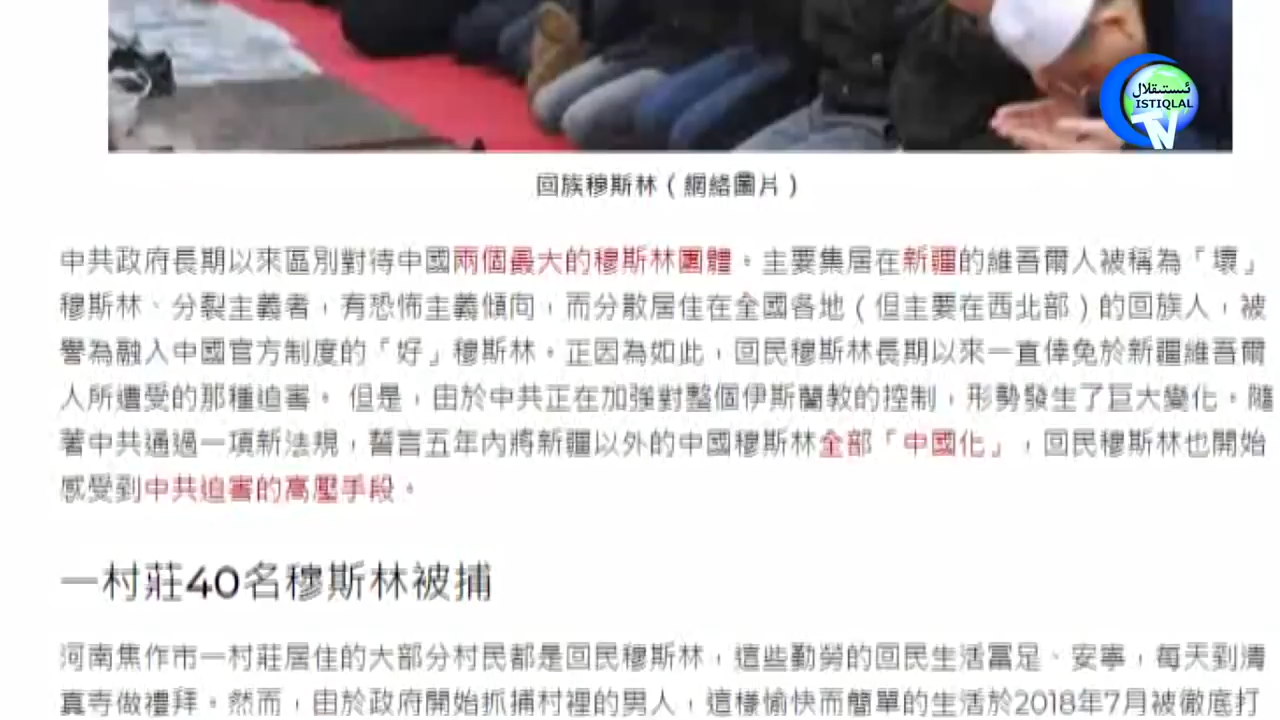 ئىستىقلال
ISTIQLAL
TV
回族穆斯林（網絡圖片）
中共政府長期以來區別對待中國兩個最大的穆斯林團體。主要集居在新疆的維吾爾人被稱為「壞」
穆斯林、分裂主義者，有恐怖主義傾向，而分散居住在全國各地（但主要在西北部）的回族人，被
譽為融入中國官方制度的「好」穆斯林。正因為如此，回民穆斯林長期以來一直倖免於新疆維吾爾
人所遭受的那種迫害。 但是，由於中共正在加強對整個伊斯蘭教的控制，形勢發生了巨大變化。隨
著中共通過一項新法規，誓言五年內將新疆以外的中國穆斯林全部「中國化」，回民穆斯林也開始
感受到中共迫害的高壓手段。
一村莊40名穆斯林被捕
河南焦作市一村莊居住的大部分村民都是回民穆斯林，這些勤勞的回民生活富足、安寧，每天到清
真寺做禮拜。然而，由於政府開始抓捕村裡的男人，這樣愉快而簡單的生活於2018年7月被徹底打